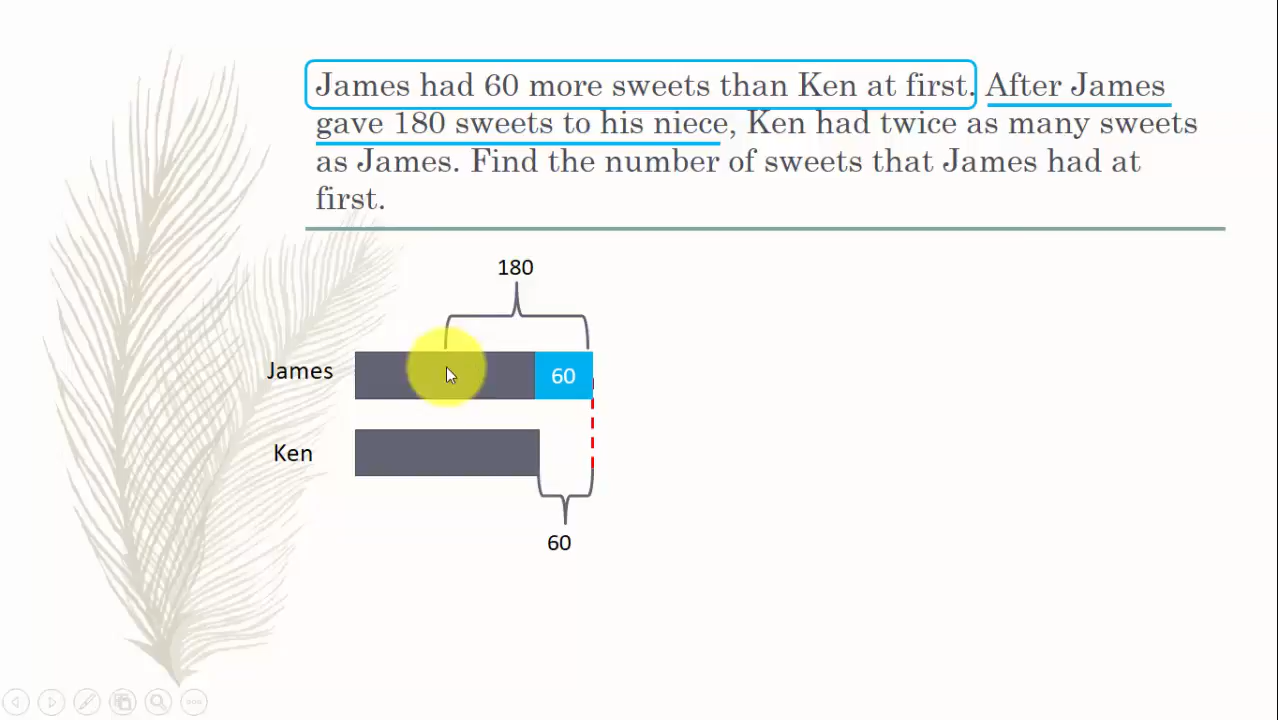 James had 60 more sweets than Ken at first. After James
gave 180 sweets to his niece, Ken had twice as many sweets
as James. Find the number of sweets that James had at
first.
180
James
60
Ken
60